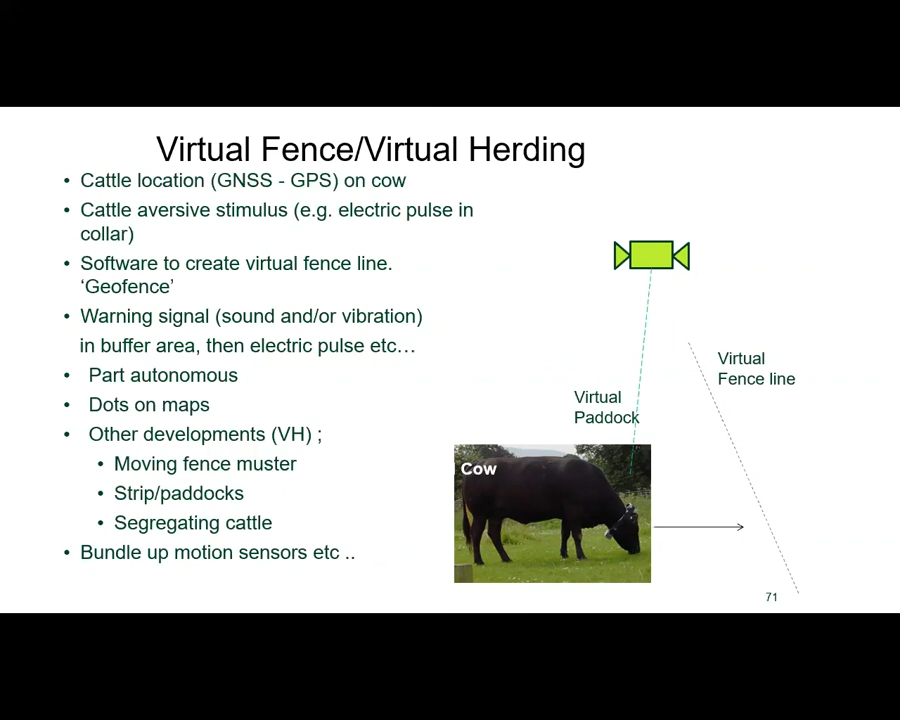 Virtual Fence/Virtual Herding
• Cattle location (GNSS - GPS) on cow
• Cattle aversive stimulus (e.g. electric pulse in
collar)
• Software to create virtual fence line.
‘Geofence’
• Warning signal (sound and/or vibration)
in buffer area, then electric pulse etc…
• Part autonomous
• Dots on maps
• Other developments (VH) ;
• Moving fence muster
• Strip/paddocks
• Segregating cattle
• Bundle up motion sensors etc ..
Virtual
Fence line
Virtual
Paddock
Cow
71